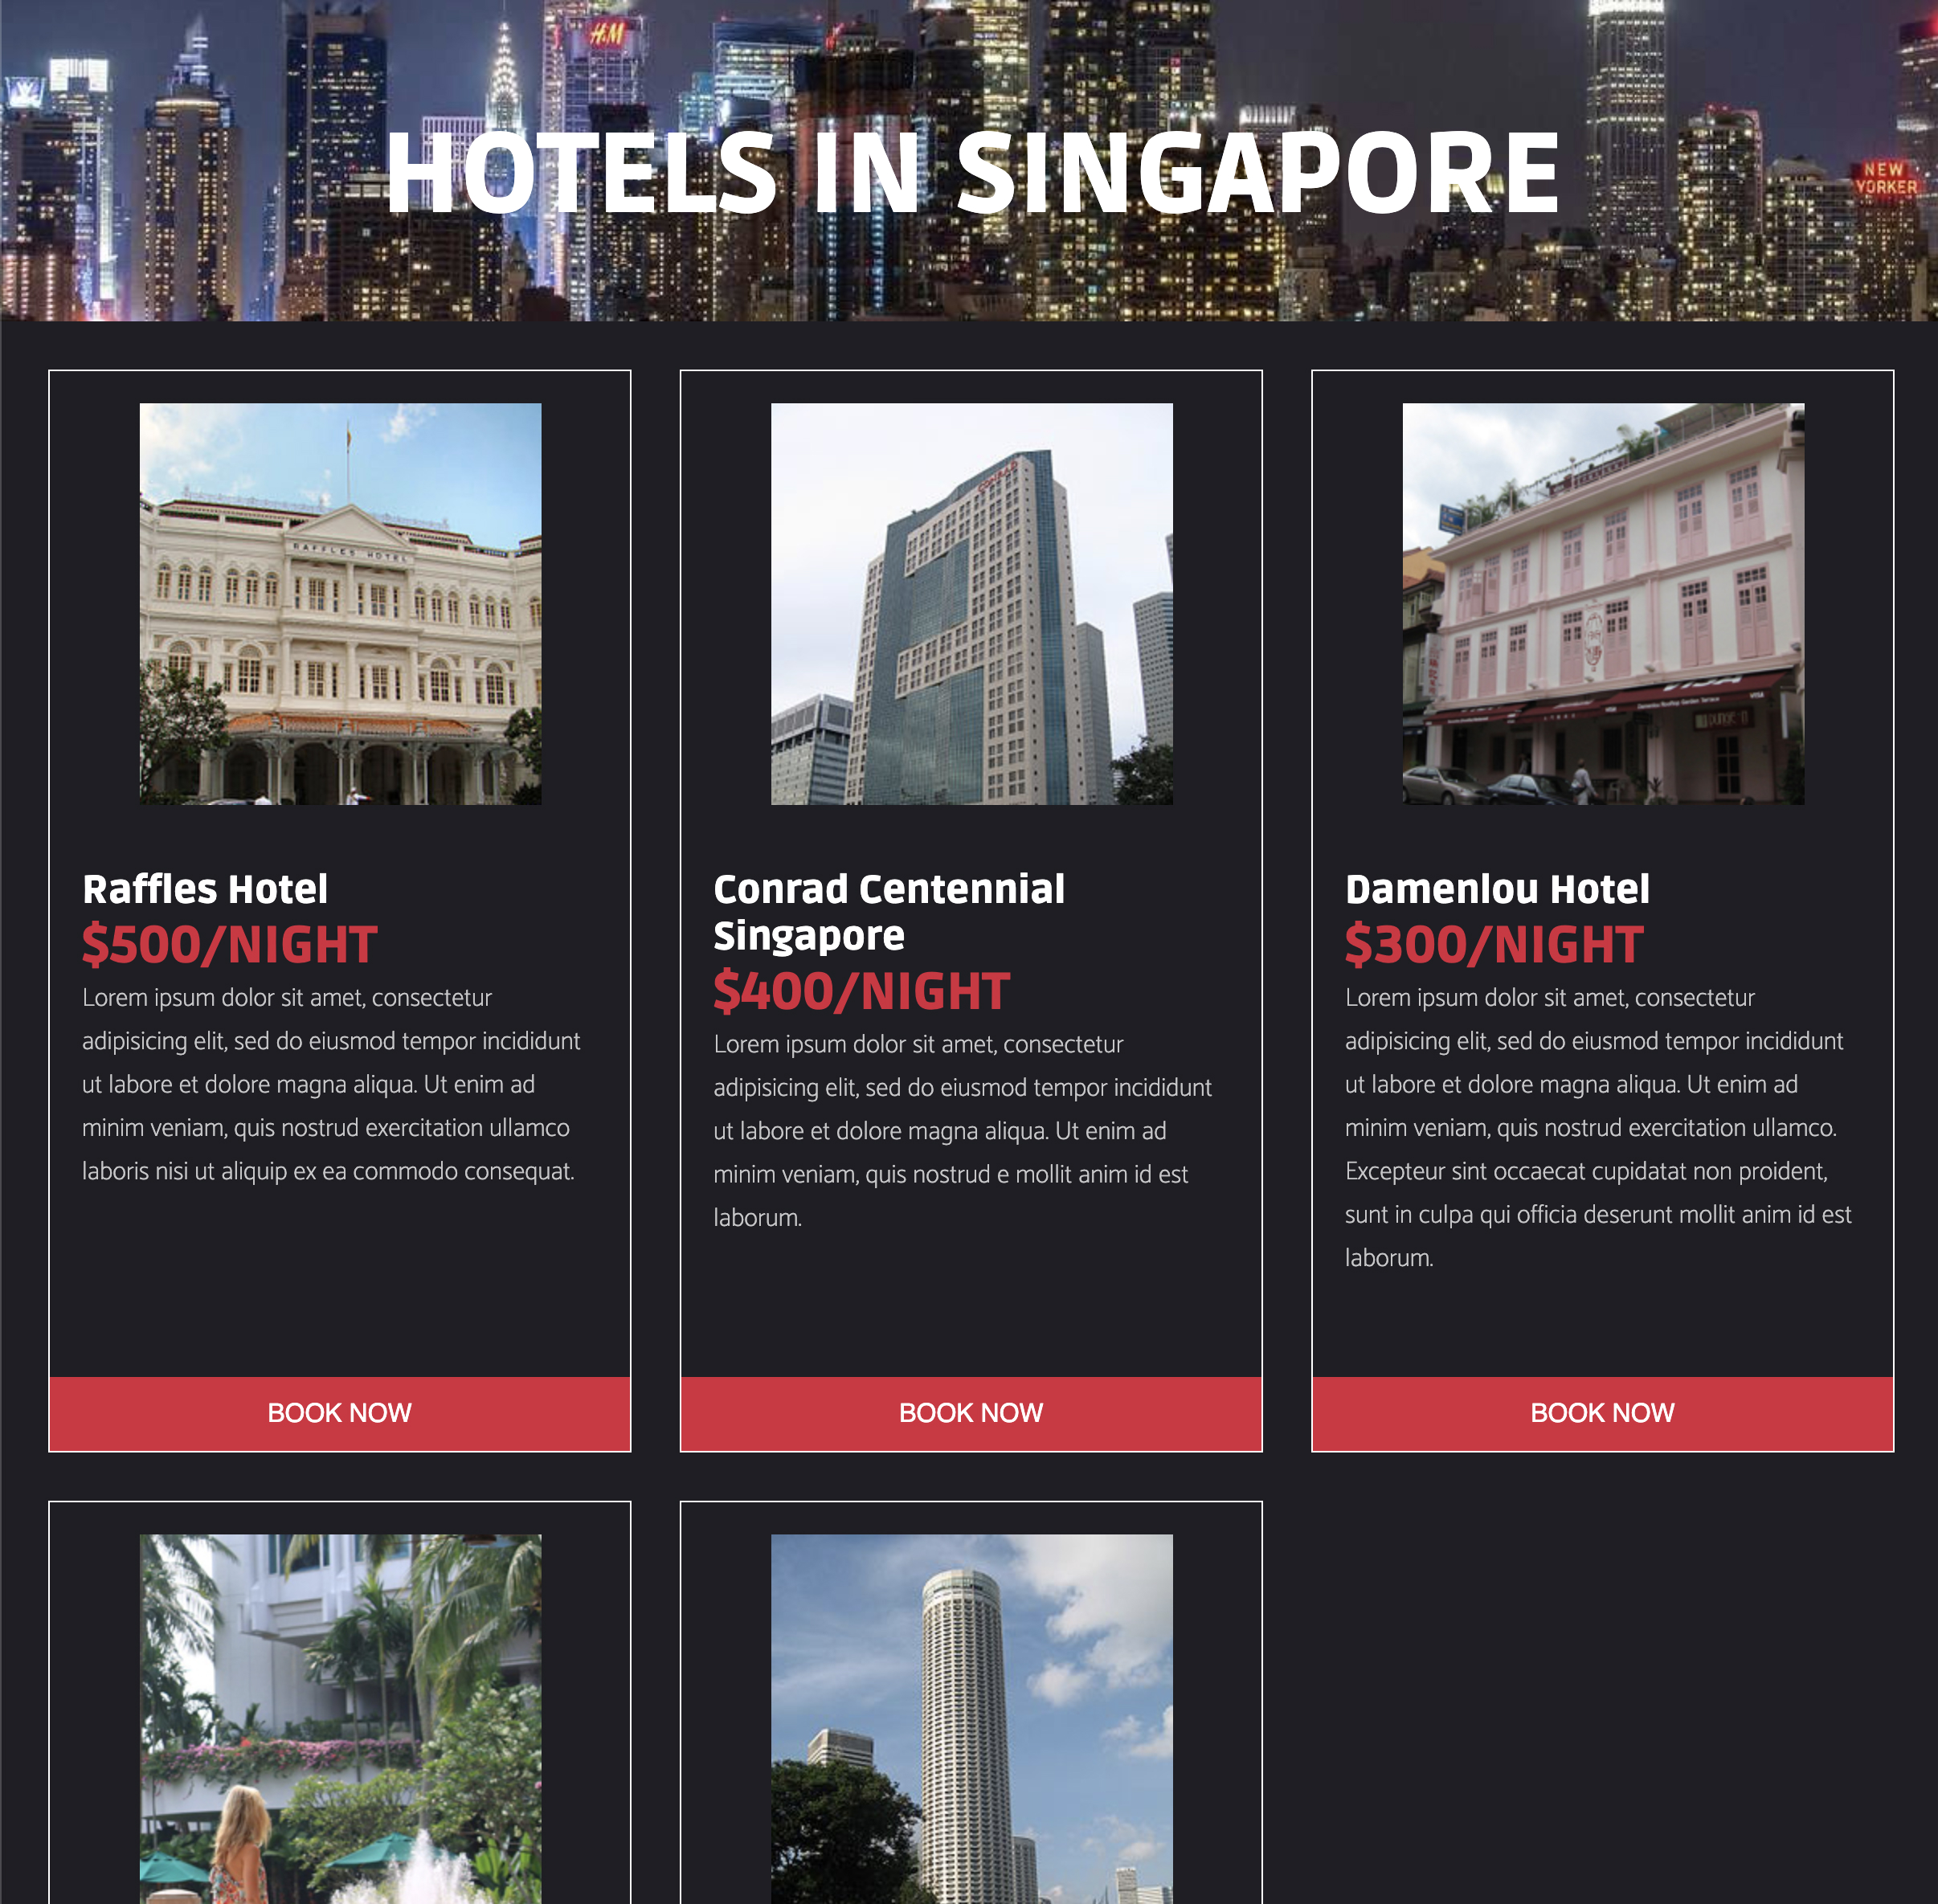 H&M
HOTELS IN SINGAPORE
NEW
YORKER
RAFFLES HOTEL
CONRAD
VISA
Raffles Hotel
$500/NIGHT
Lorem ipsum dolor sit amet, consectetur
adipisicing elit, sed do eiusmod tempor incididunt
ut labore et dolore magna aliqua. Ut enim ad
minim veniam, quis nostrud exercitation ullamco
laboris nisi ut aliquip ex ea commodo consequat.
BOOK NOW
Conrad Centennial
Singapore
$400/NIGHT
Lorem ipsum dolor sit amet, consectetur
adipisicing elit, sed do eiusmod tempor incididunt
ut labore et dolore magna aliqua. Ut enim ad
minim veniam, quis nostrud e mollit anim id est
laborum.
BOOK NOW
Damenlou Hotel
$300/NIGHT
Lorem ipsum dolor sit amet, consectetur
adipisicing elit, sed do eiusmod tempor incididunt
ut labore et dolore magna aliqua. Ut enim ad
minim veniam, quis nostrud exercitation ullamco.
Excepteur sint occaecat cupidatat non proident,
sunt in culpa qui officia deserunt mollit anim id est
laborum.
BOOK NOW